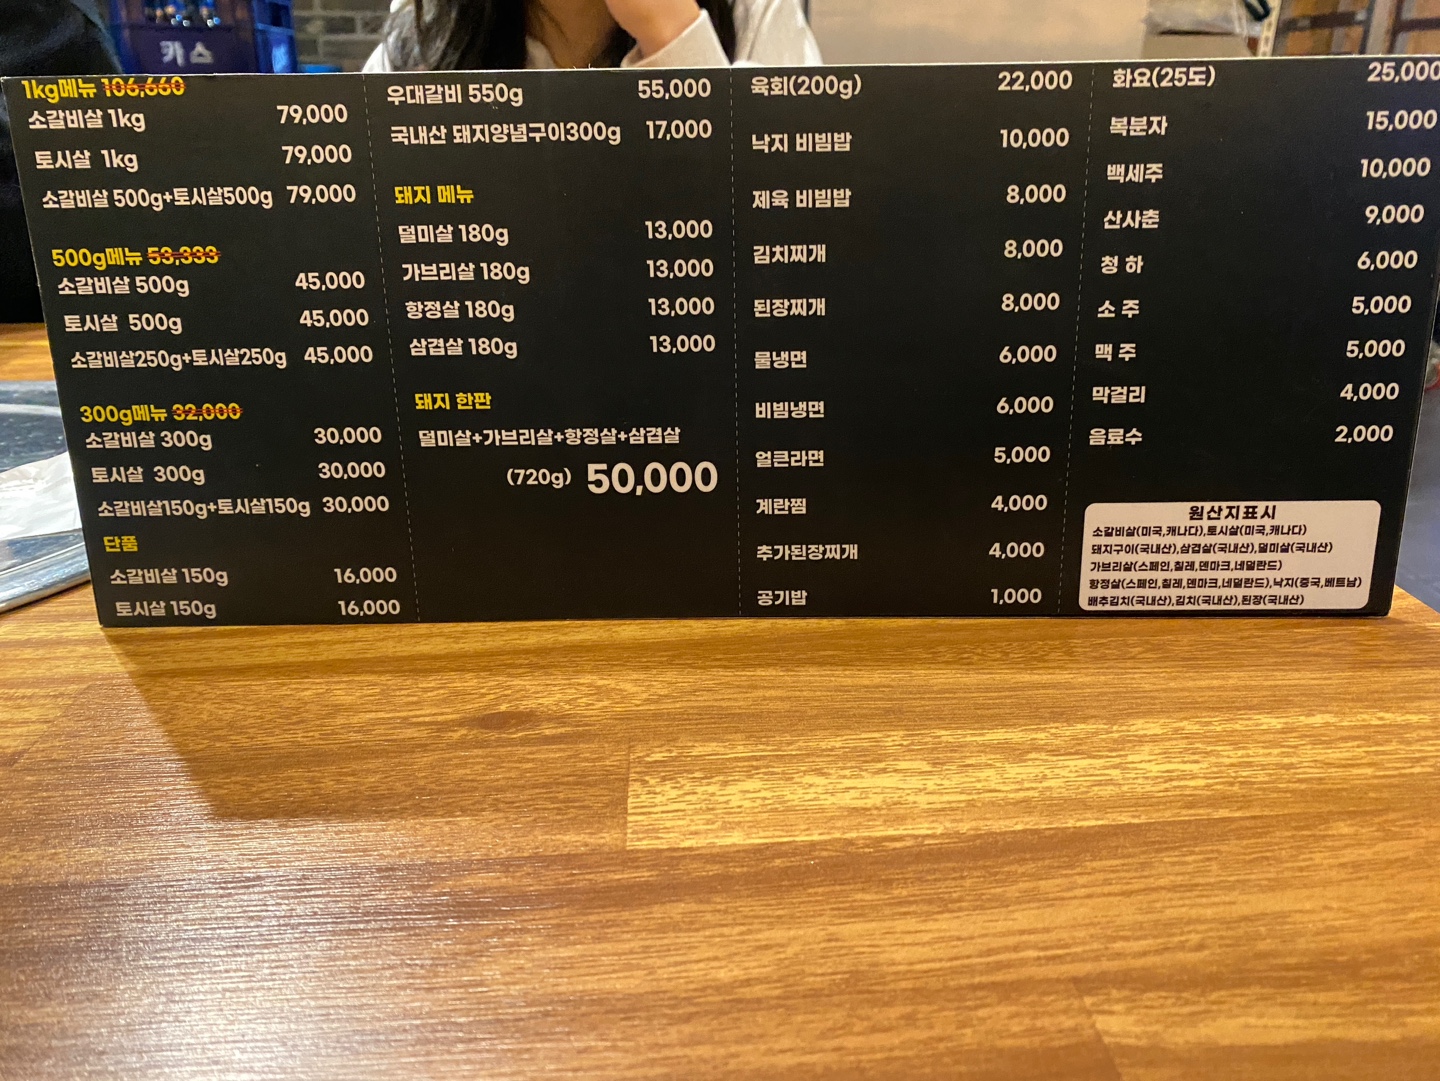 카스
1kg메뉴 106,660
소갈비살 1kg 79,000
토시살 1kg 79,000
소갈비살 500g+토시살500g 79,000
500g메뉴 53,333
소갈비살 500g 45,000
토시살 500g 45,000
소갈비살250g+토시살250g 45,000
300g메뉴 32,000
소갈비살 300g 30,000
토시살 300g 30,000
소갈비살150g+토시살150g 30,000
단품
소갈비살 150g 16,000
토시살 150g 16,000
우대갈비 550g 55,000
국내산 돼지양념구이300g 17,000
돼지 메뉴
덜미살 180g 13,000
가브리살 180g 13,000
항정살 180g 13,000
삼겹살 180g 13,000
돼지 한판
덜미살+가브리살+항정살+삼겹살
(720g) 50,000
육회(200g) 22,000
낙지 비빔밥 10,000
제육 비빔밥 8,000
김치찌개 8,000
된장찌개 8,000
물냉면 6,000
비빔냉면 6,000
얼큰라면 5,000
계란찜 4,000
추가된장찌개 4,000
공기밥 1,000
화요(25도) 25,000
복분자 15,000
백세주 10,000
산사춘 9,000
청 하 6,000
소 주 5,000
맥 주 5,000
막걸리 4,000
음료수 2,000
원산지표시
소갈비살(미국,캐나다),토시살(미국,캐나다)
돼지구이(국내산),삼겹살(국내산),덜미살(국내산)
가브리살(스페인,칠레,덴마크,네덜란드)
항정살(스페인,칠레,덴마크,네덜란드),낙지(중국,베트남)
배추김치(국내산),김치(국내산),된장(국내산)